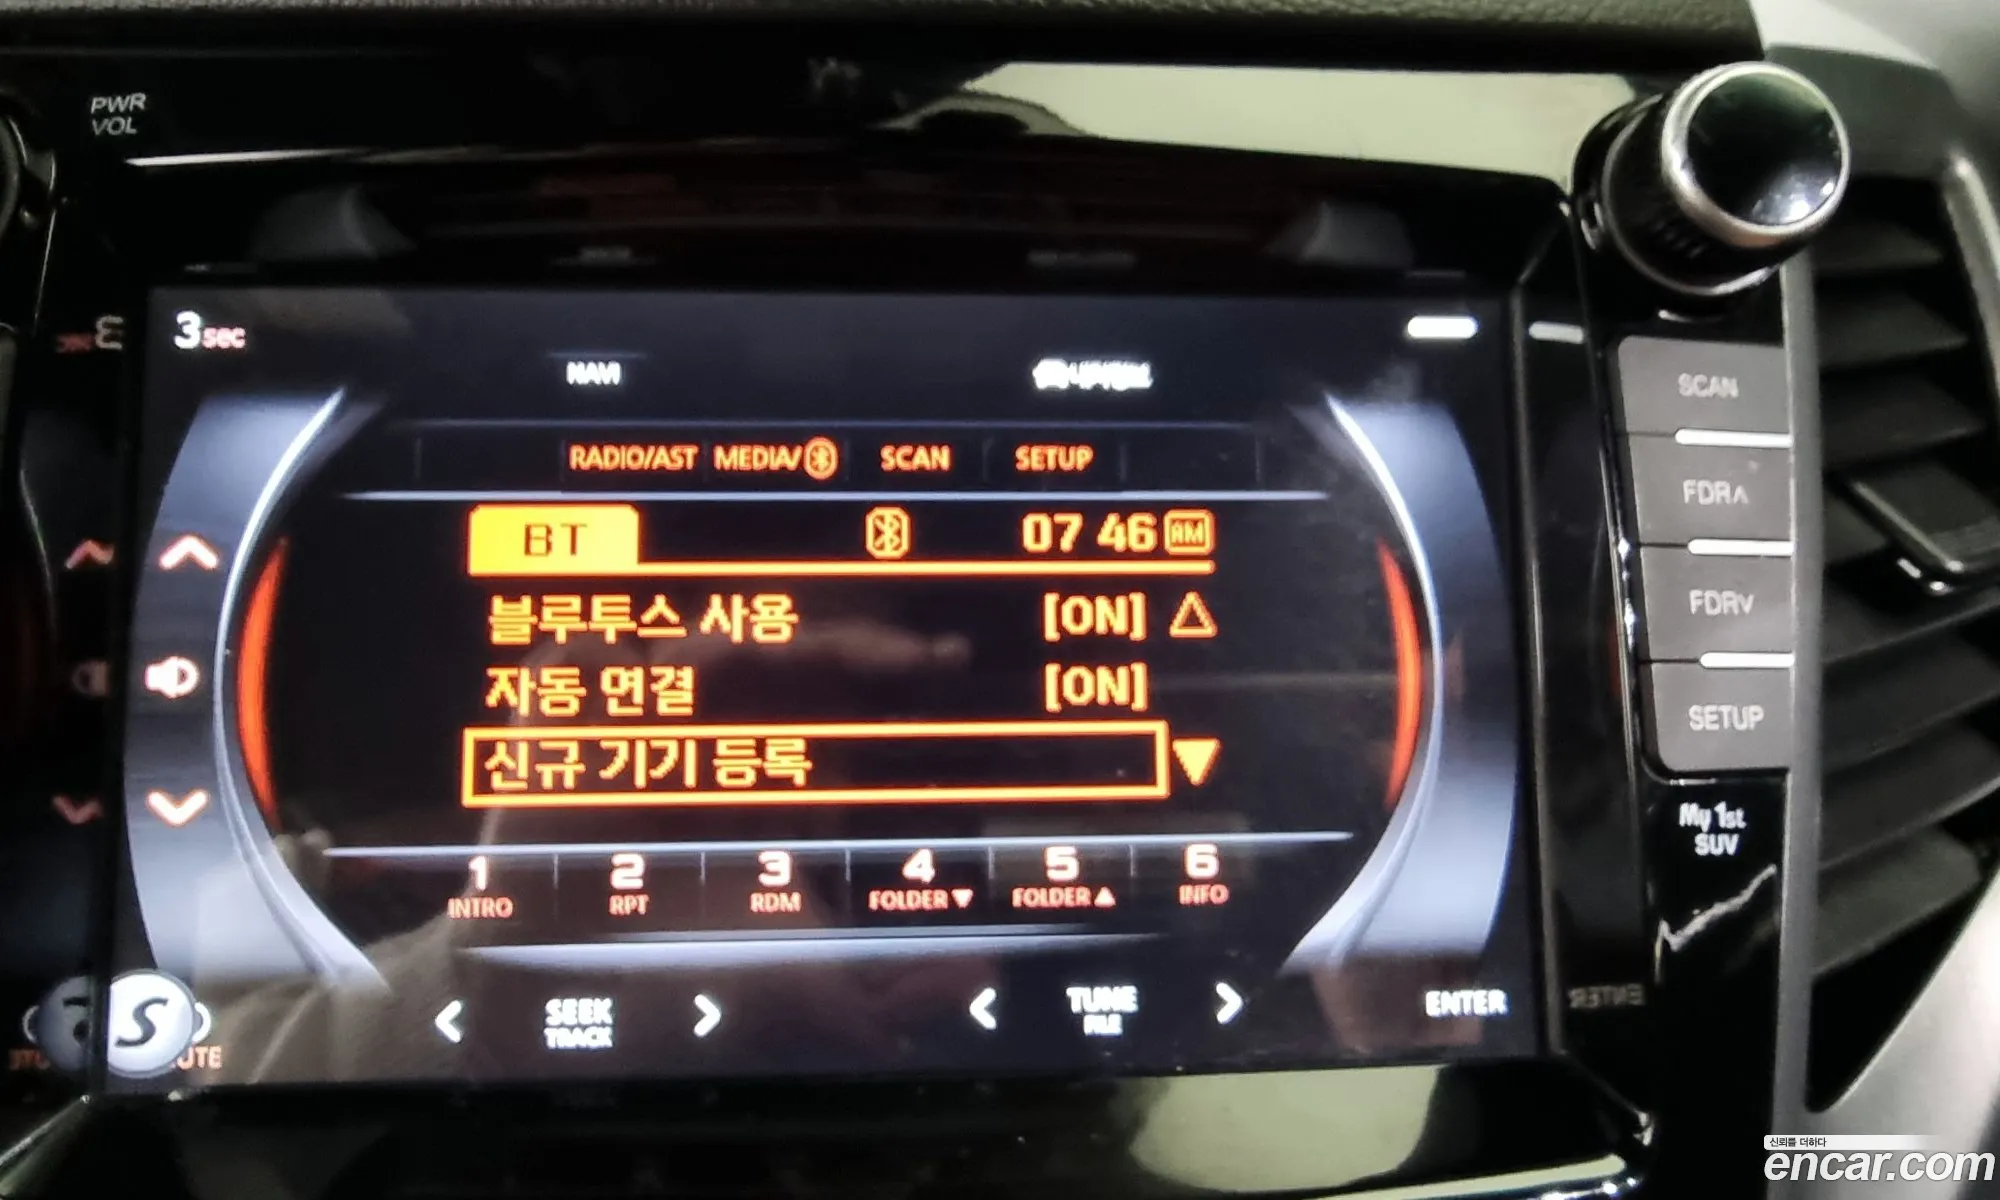 PWR
VOL
3sec
NAVI
RADIO/AST MEDIA/ SCAN SETUP
BT 07 46 AM
블루투스 사용 [ON]
자동 연결 [ON]
신규 기기 등록
1 2 3 4 5 6
INTRO RPT RDM FOLDER▼ FOLDER▲ INFO
< SEEK > < TUNE > ENTER
TRACK FILE
SCAN
FDR∧
FDR∨
SETUP
My 1st
SUV
신뢰를 더하다
encar.com